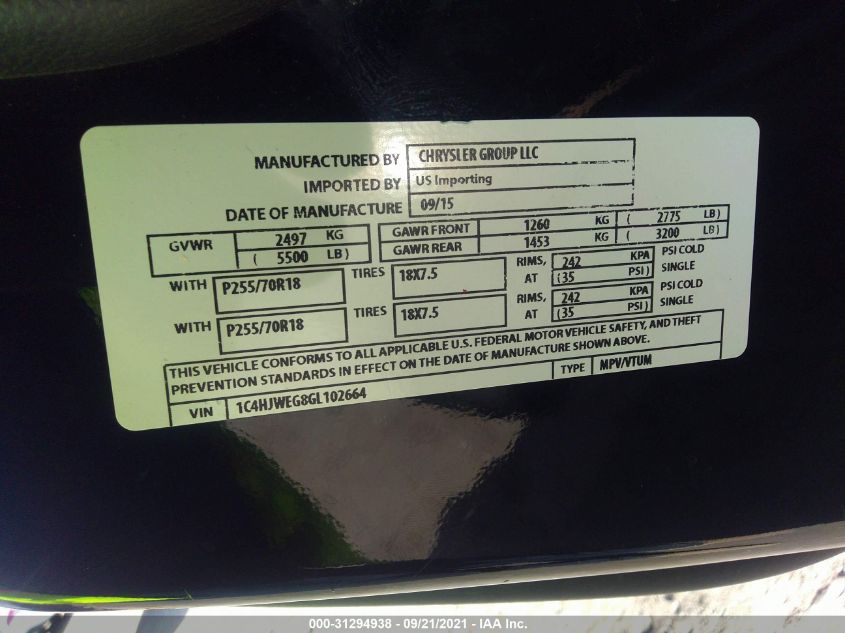 MANUFACTURED BY CHRYSLER GROUP LLC
IMPORTED BY US Importing
DATE OF MANUFACTURE 09/15
GVWR 2497 KG GAWR FRONT 1260 KG ( 2775 LB )
( 5500 LB ) GAWR REAR 1453 KG ( 3200 LB )
WITH P255/70R18 TIRES 18X7.5 RIMS, 242 KPA PSI COLD
AT (35 PSI ) SINGLE
WITH P255/70R18 TIRES 18X7.5 RIMS, 242 KPA PSI COLD
AT (35 PSI ) SINGLE
THIS VEHICLE CONFORMS TO ALL APPLICABLE U.S. FEDERAL MOTOR VEHICLE SAFETY, AND THEFT
PREVENTION STANDARDS IN EFFECT ON THE DATE OF MANUFACTURE SHOWN ABOVE.
VIN 1C4HJWEG8GL102664 TYPE MPV/VTUM
000-31294938 - 09/21/2021 - IAA Inc.